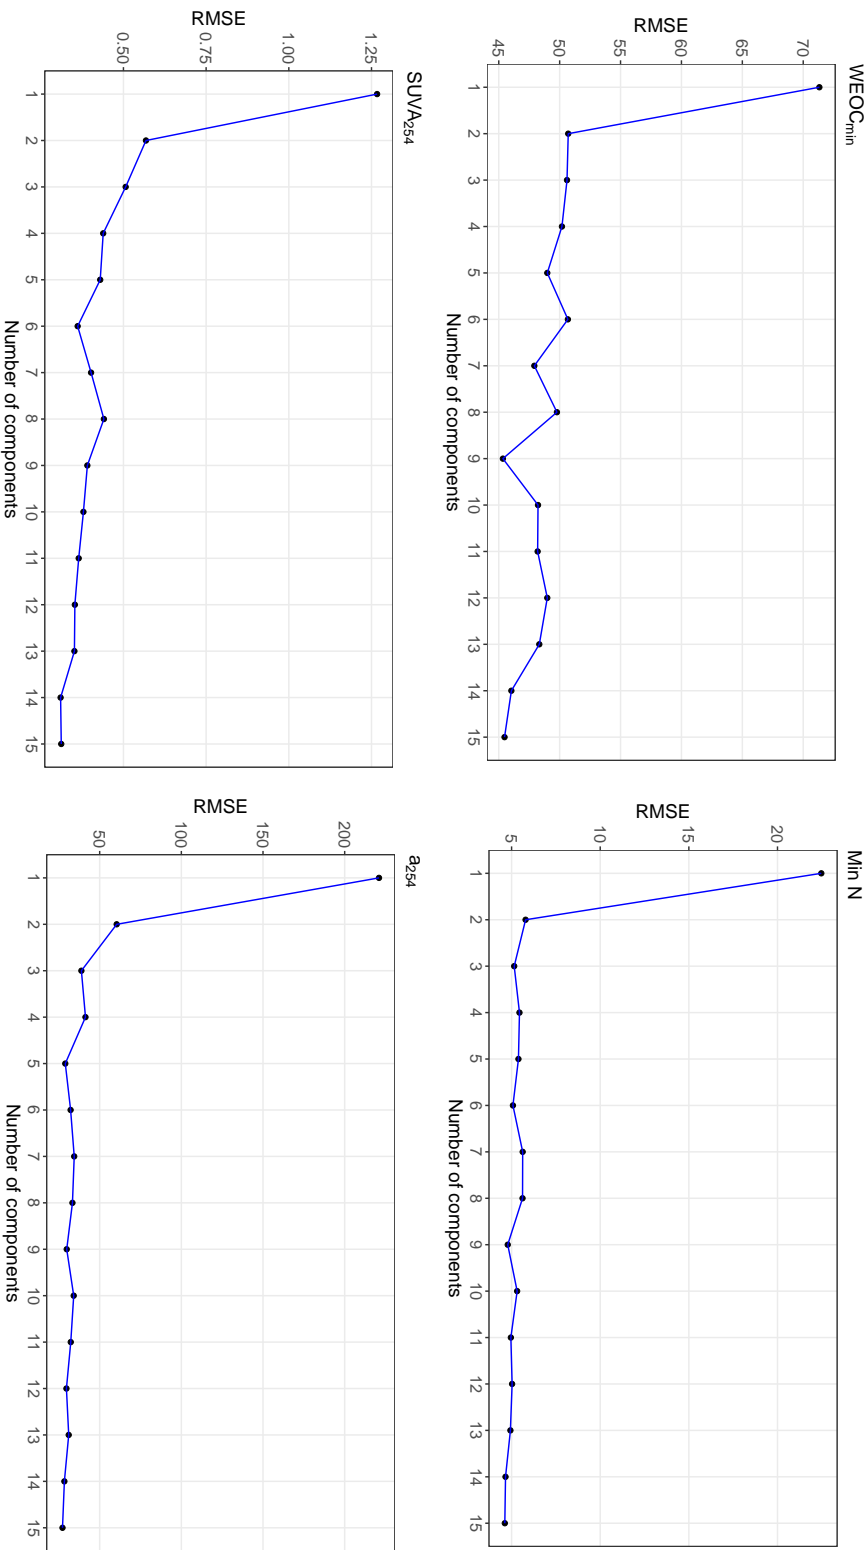 WEOCmin
RMSE
70
65
60
55
50
45
1 2 3 4 5 6 7 8 9 10 11 12 13 14 15
Number of components
Min N
RMSE
20
15
10
5
1 2 3 4 5 6 7 8 9 10 11 12 13 14 15
Number of components
SUVA254
RMSE
1.25
1.00
0.75
0.50
1 2 3 4 5 6 7 8 9 10 11 12 13 14 15
Number of components
a254
RMSE
200
150
100
50
1 2 3 4 5 6 7 8 9 10 11 12 13 14 15
Number of components